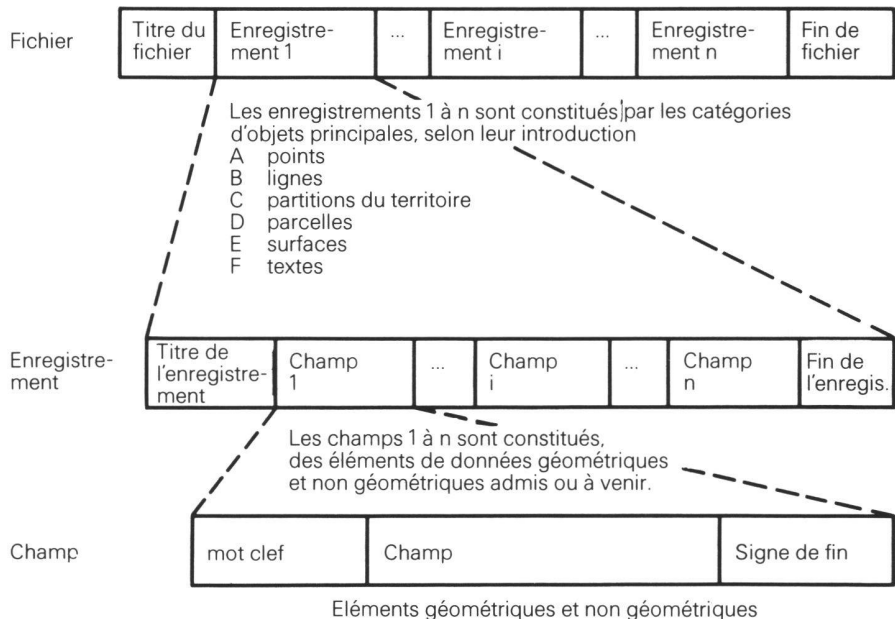 Fichier
Titre du
fichier
Enregistre-
ment 1
...
Enregistre-
ment i
...
Enregistre-
ment n
Fin de
fichier
Les enregistrements 1 à n sont constitués par les catégories
d'objets principales, selon leur introduction
A points
B lignes
C partitions du territoire
D parcelles
E surfaces
F textes
Enregistre-
ment
Titre de
l'enregistre-
ment
Champ
1
...
Champ
i
...
Champ
n
Fin de
l'enregis.
Les champs 1 à n sont constitués,
des éléments de données géométriques
et non géométriques admis ou à venir.
Champ
mot clef
Champ
Signe de fin
Eléments géométriques et non géométriques